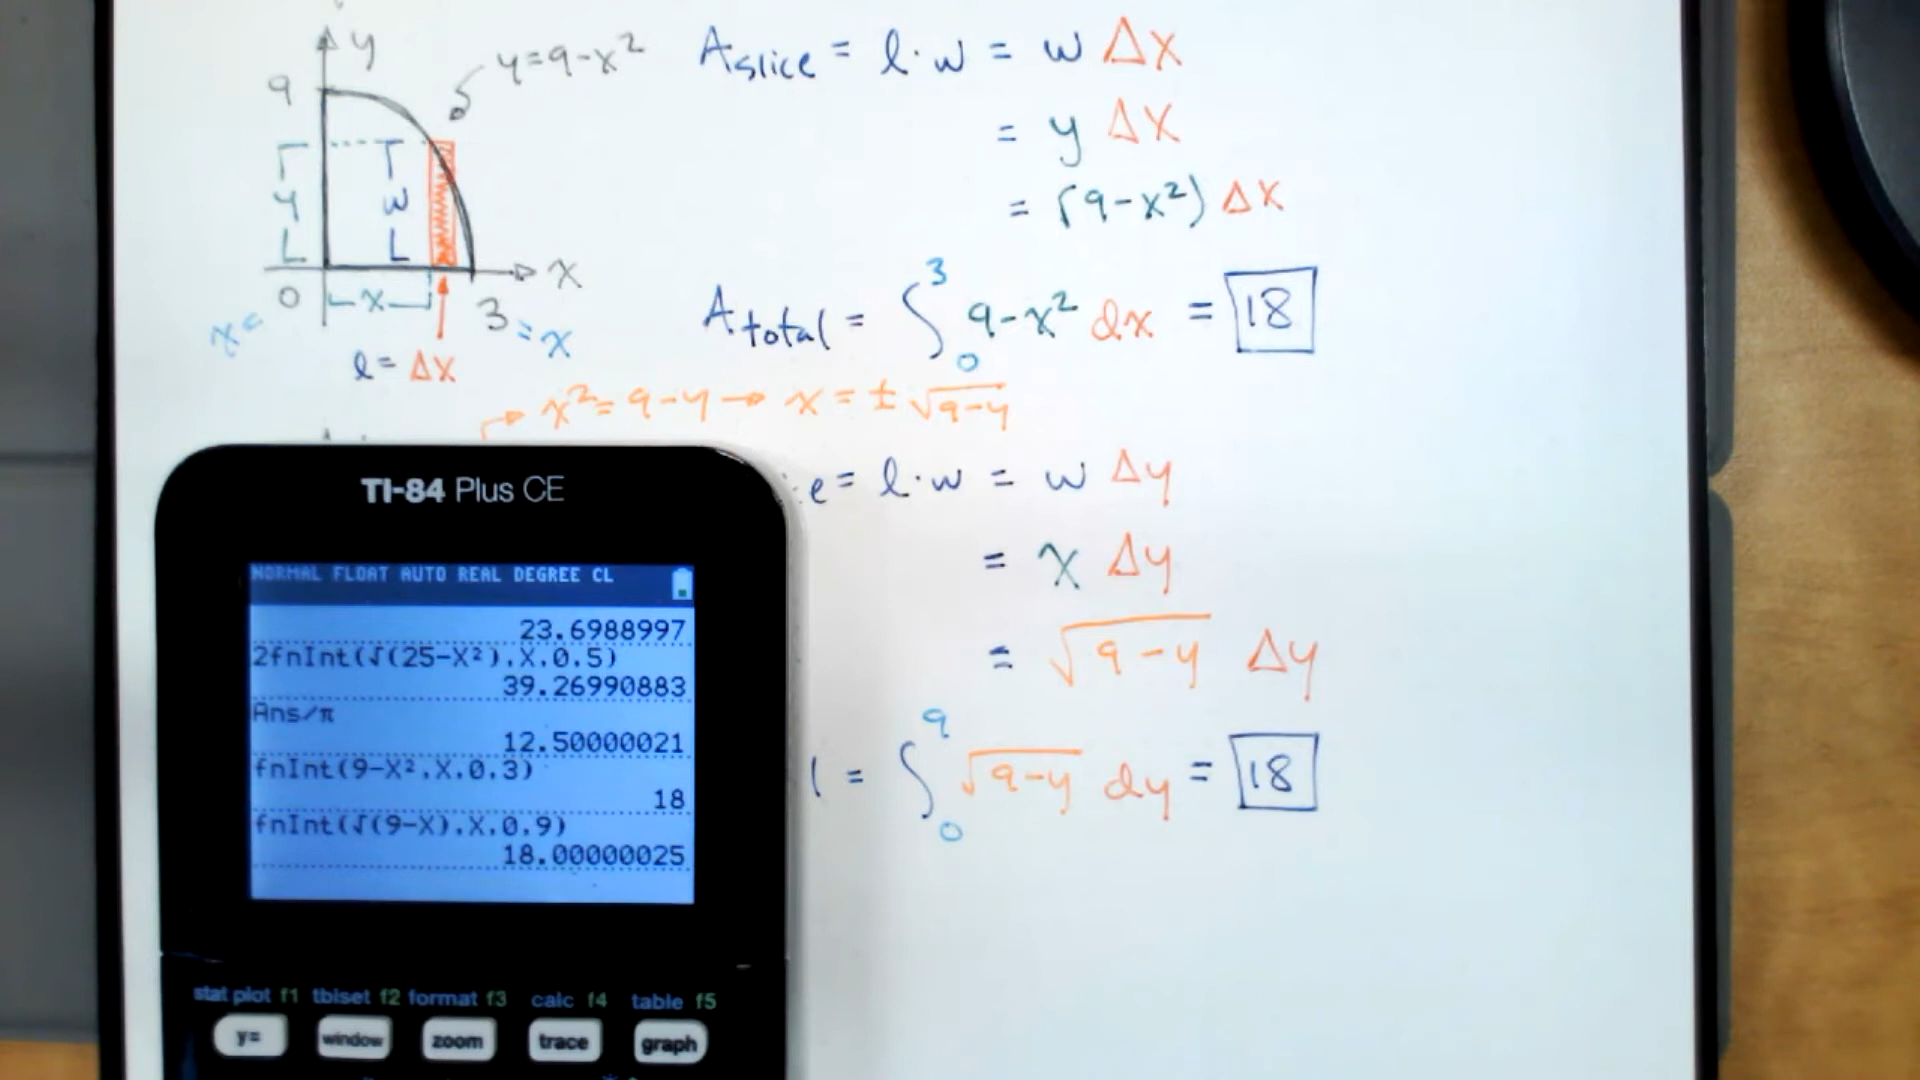 y
9
y=9-x²
y
w
0
x
3
x
x=
=x
l= Δx
A slice = l·w = w Δx
= y Δx
= (9-x²) Δx
A total = ∫₀³ 9-x² dx = 18
x²=9-y → x = ±√9-y
e = l·w = w Δy
= x Δy
= √9-y Δy
l = ∫₀⁹ √9-y dy = 18
TI-84 Plus CE
NORMAL FLOAT AUTO REAL DEGREE CL
23.6988997
2fnInt(√(25-X²),X,0,5)
39.26990883
Ans/π
12.50000021
fnInt(9-X²,X,0,3)
18
fnInt(√(9-X),X,0,9)
18.00000025
stat plot f1 tblset f2 format f3 calc f4 table f5
y= window zoom trace graph